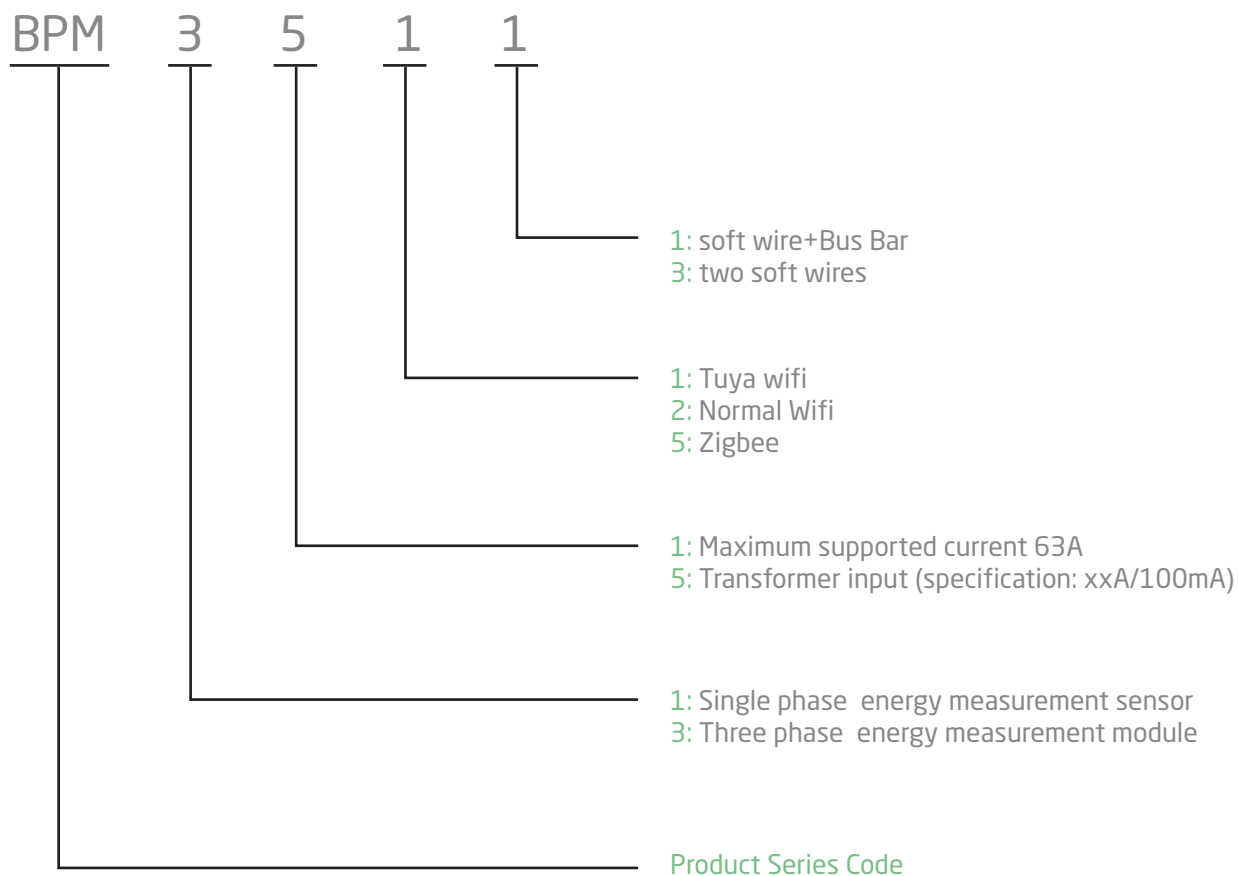 BPM 3 5 1 1
1: soft wire+Bus Bar
3: two soft wires
1: Tuya wifi
2: Normal Wifi
5: Zigbee
1: Maximum supported current 63A
5: Transformer input (specification: xxA/100mA)
1: Single phase energy measurement sensor
3: Three phase energy measurement module
Product Series Code